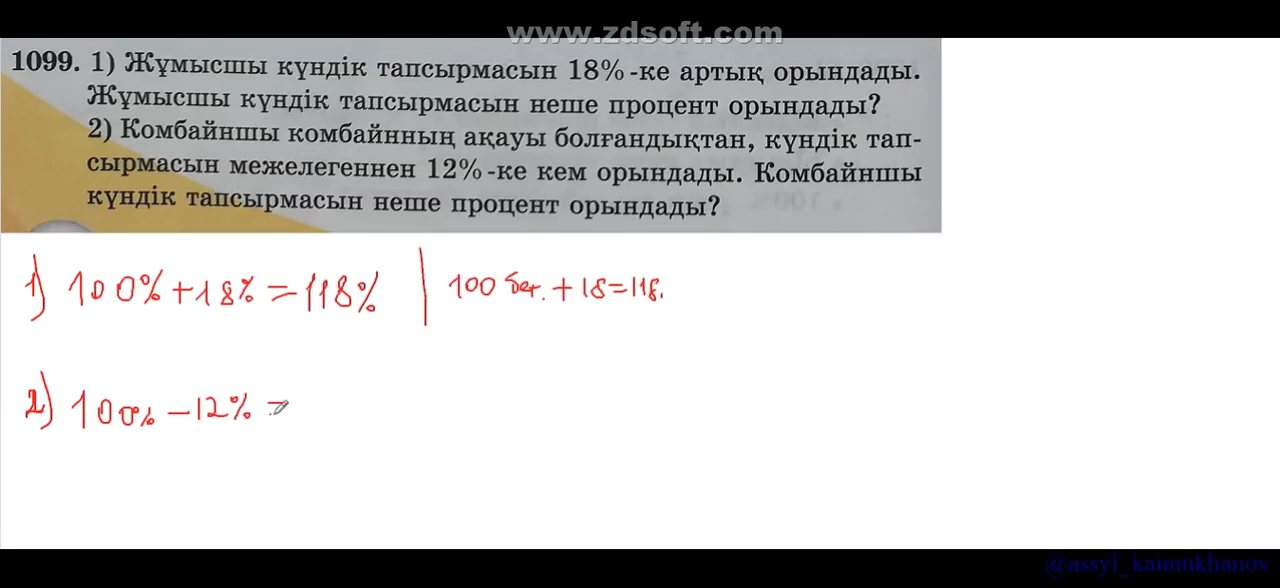 www.zdsoft.com
1099. 1) Жұмысшы күндік тапсырмасын 18%-ке артық орындады.
Жұмысшы күндік тапсырмасын неше процент орындады?
2) Комбайншы комбайнның ақауы болғандықтан, күндік тап-
сырмасын межелегеннен 12%-ке кем орындады. Комбайншы
күндік тапсырмасын неше процент орындады?
1) 100% + 18% = 118% | 100 бет. + 18 = 118.
2) 100% - 12% =
@assyl_kaimukhanov